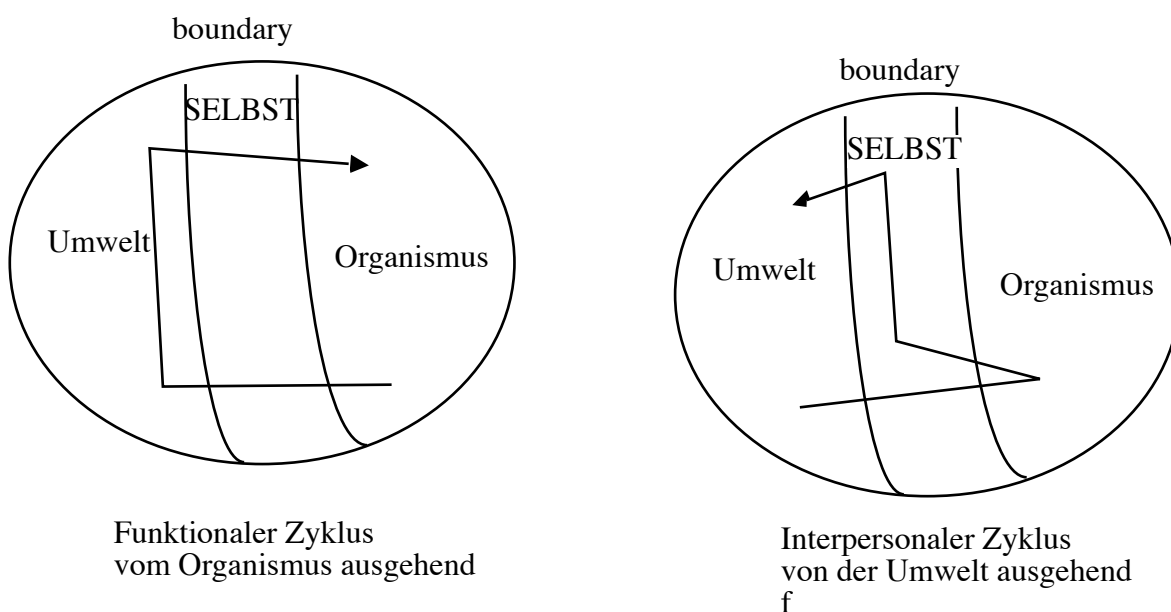 boundary
SELBST
Umwelt
Organismus
Funktionaler Zyklus
vom Organismus ausgehend
boundary
SELBST
Umwelt
Organismus
Interpersonaler Zyklus
von der Umwelt ausgehend
f